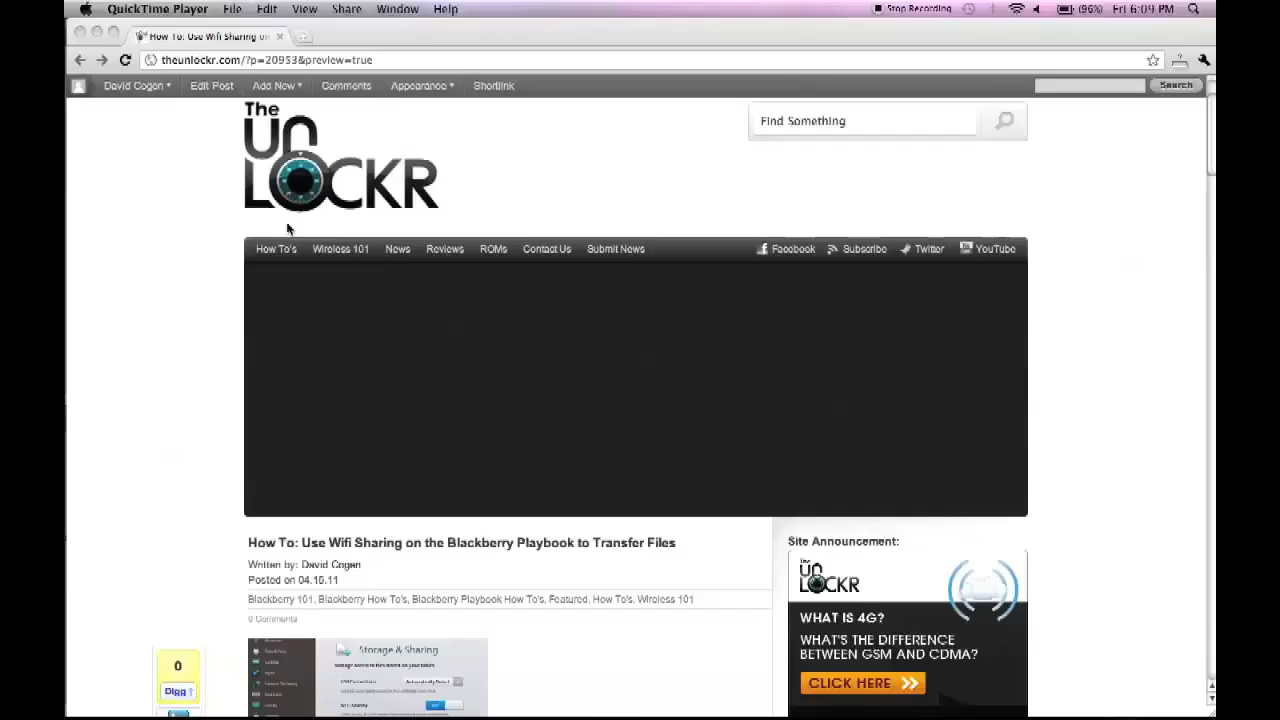 QuickTime Player File Edit View Share Window Help Stop Recording (96%) Fri 6:09 PM
How To: Use Wifi Sharing on
theunlockr.com/?p=20953&preview=true
David Cogon Edit Post Add New Comments Appearance Shortlink Search
The
UN
LOCKR
Find Something
How To's Wireless 101 News Reviews ROMs Contact Us Submit News Facebook Subscribe Twitter YouTube
How To: Use Wifi Sharing on the Blackberry Playbook to Transfer Files
Written by: David Cogen
Posted on 04.15.11
Blackberry 101, Blackberry How To's, Blackberry Playbook How To's, Featured, How To's, Wireless 101
0 Comments
Site Announcement:
The
UN
LOCKR
WHAT IS 4G?
WHAT'S THE DIFFERENCE
BETWEEN GSM AND CDMA?
CLICK HERE
Storage & Sharing
0
Digg